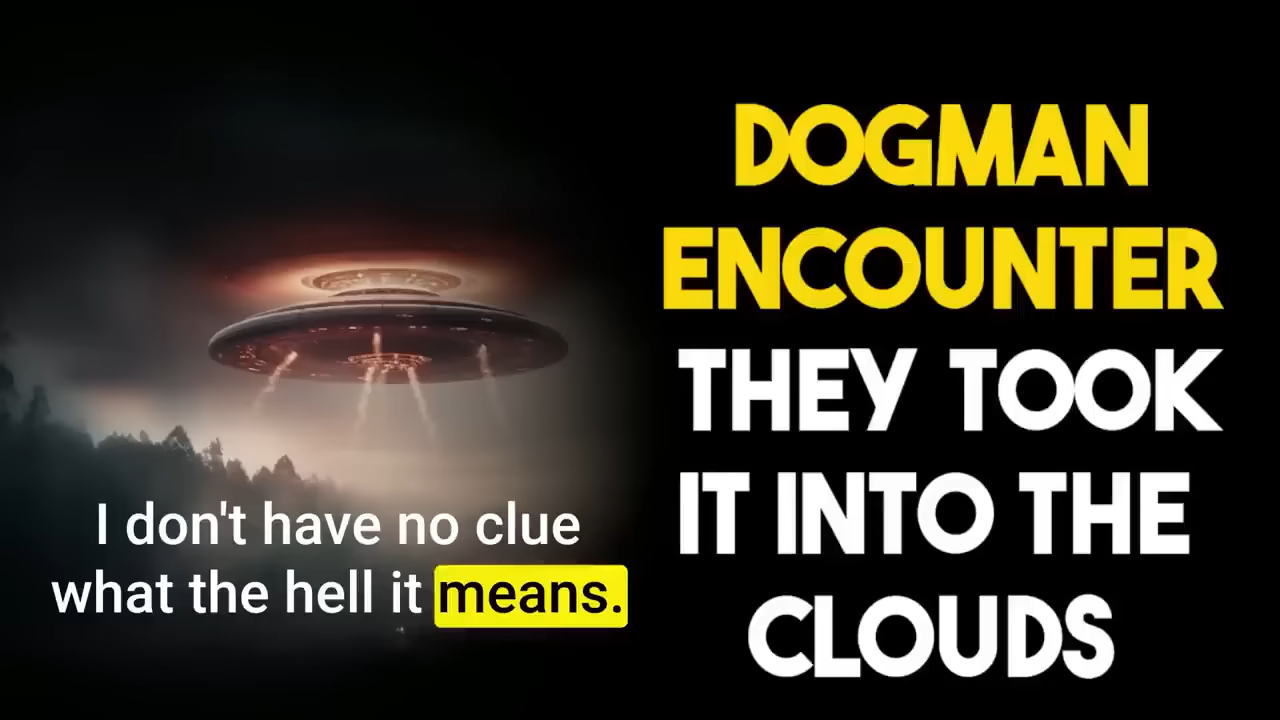 I don't have no clue
what the hell it means.
DOGMAN
ENCOUNTER
THEY TOOK
IT INTO THE
CLOUDS